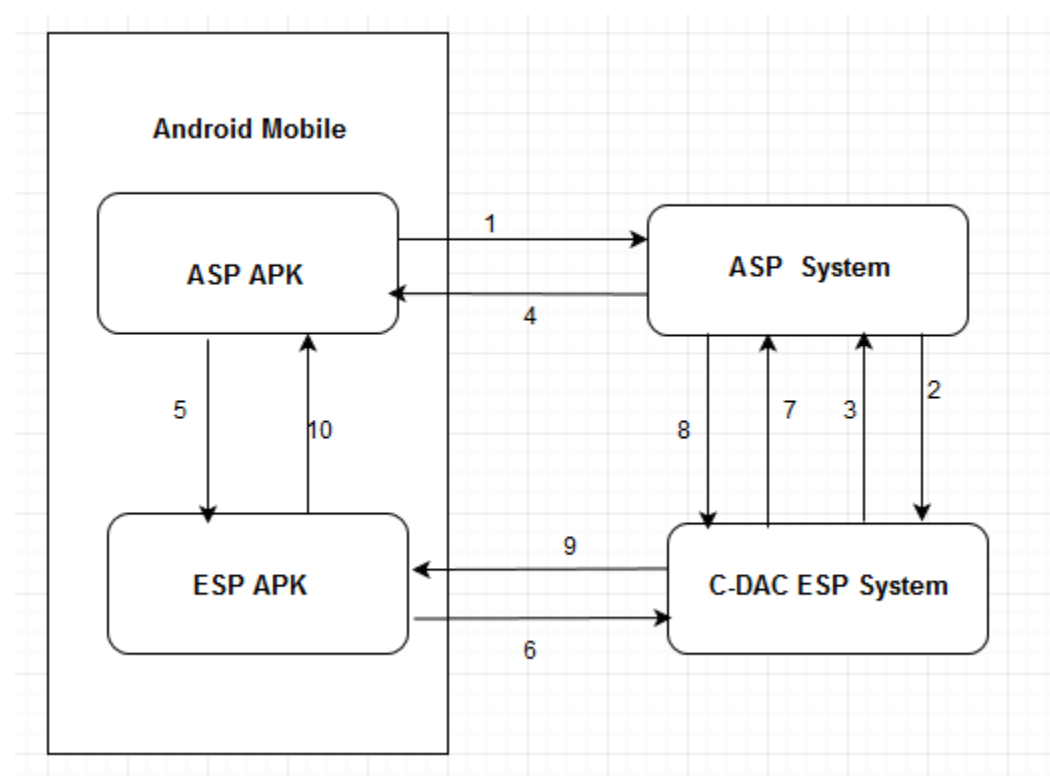 Android Mobile
1
ASP APK
ASP System
4
5
10
8
7
3
2
9
ESP APK
C-DAC ESP System
6